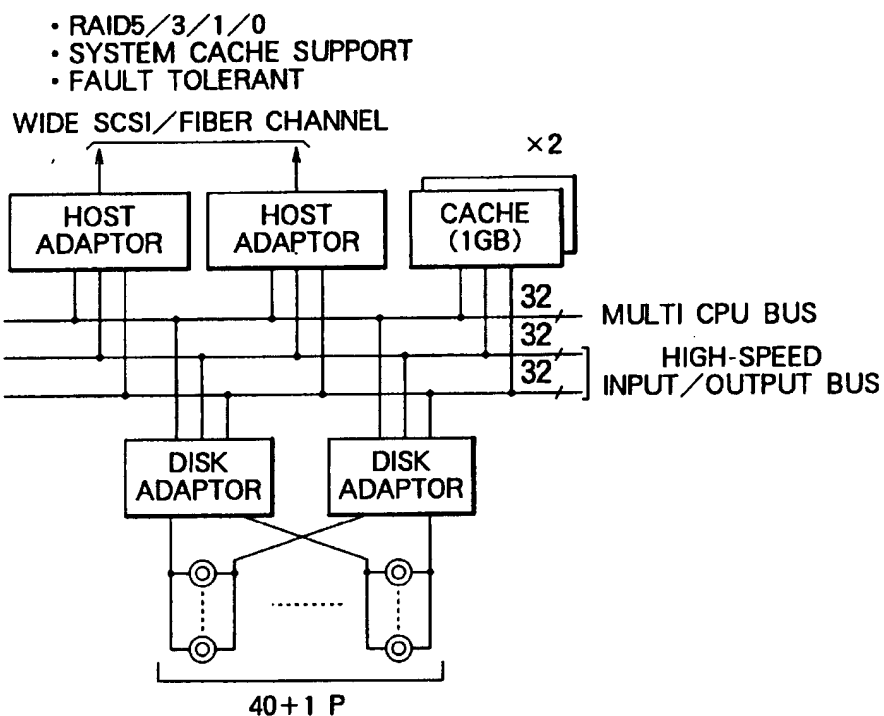 ・RAID5/3/1/0
・SYSTEM CACHE SUPPORT
・FAULT TOLERANT
WIDE SCSI/FIBER CHANNEL
×2
HOST
ADAPTOR
HOST
ADAPTOR
CACHE
(1GB)
32
MULTI CPU BUS
32
HIGH-SPEED
INPUT/OUTPUT BUS
32
DISK
ADAPTOR
DISK
ADAPTOR
40+1 P